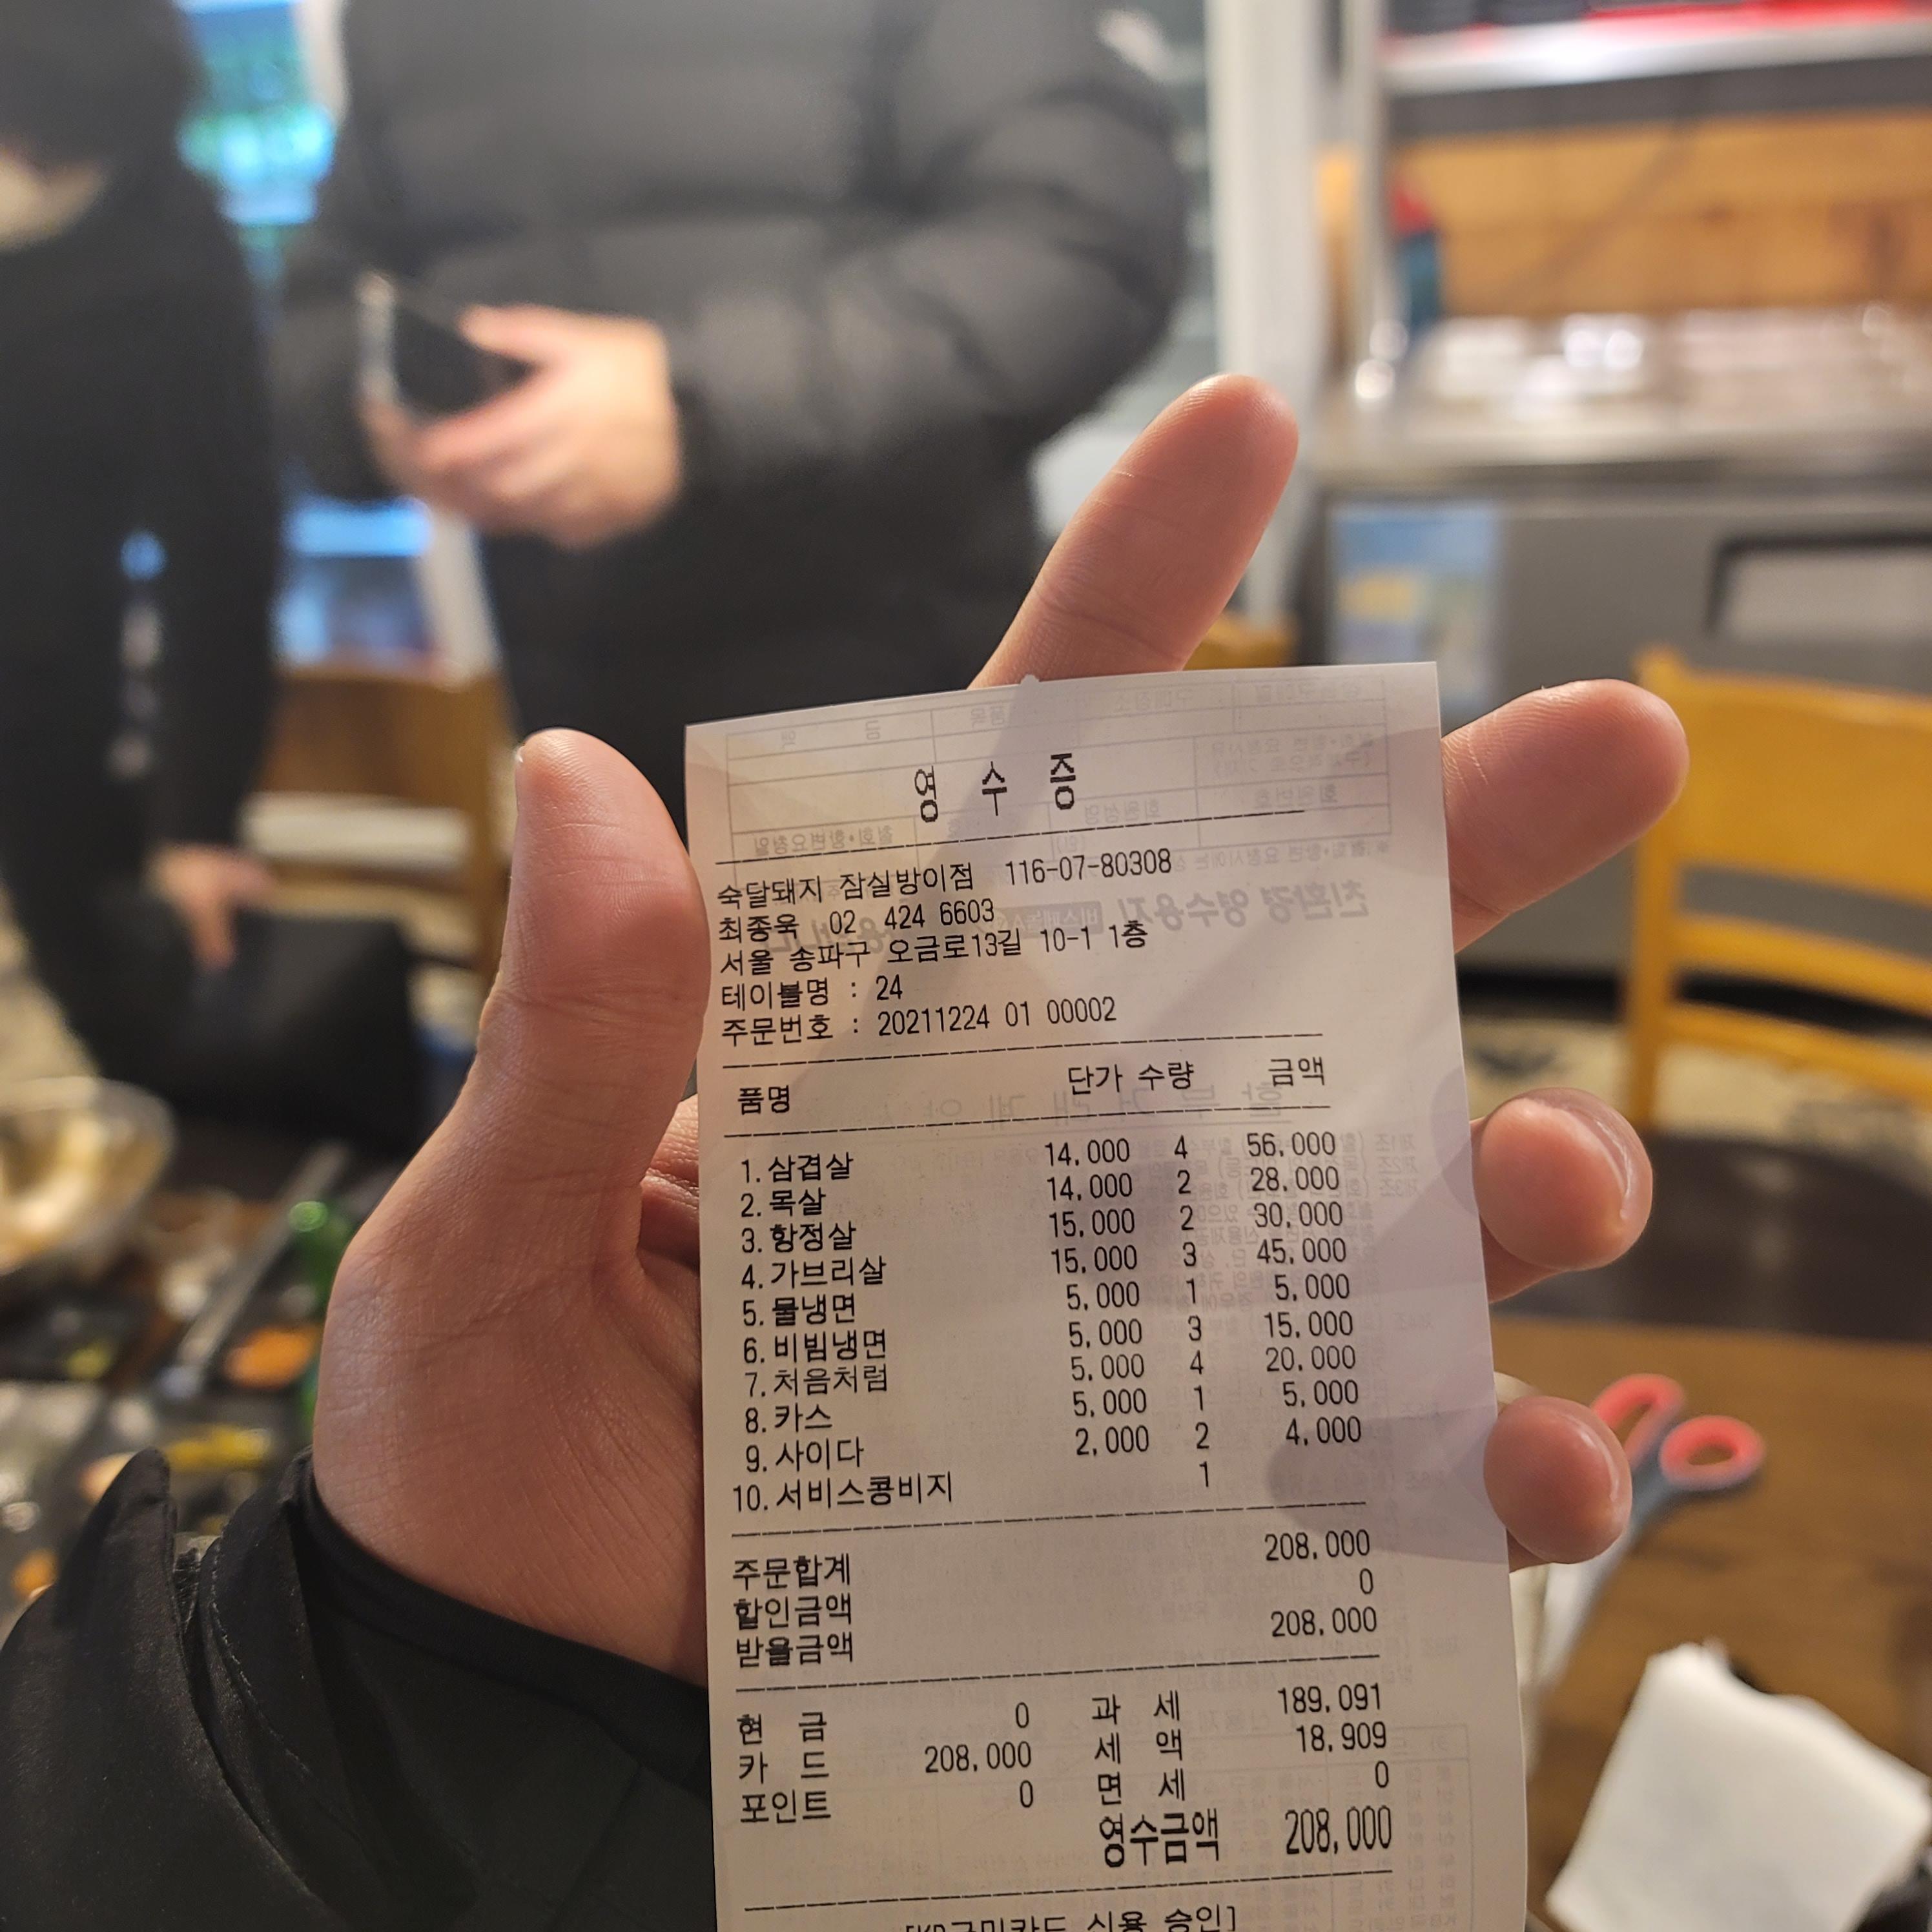 영 수 증
숙달돼지 잠실방이점 116-07-80308
최종욱 02 424 6603
서울 송파구 오금로13길 10-1 1층
테이블명 : 24
주문번호 : 20211224 01 00002
품명 단가 수량 금액
1.삼겹살 14,000 4 56,000
2.목살 14,000 2 28,000
3.항정살 15,000 2 30,000
4.가브리살 15,000 3 45,000
5.물냉면 5,000 1 5,000
6.비빔냉면 5,000 3 15,000
7.처음처럼 5,000 4 20,000
8.카스 5,000 1 5,000
9.사이다 2,000 2 4,000
10.서비스콩비지 1
주문합계 208,000
할인금액 0
받을금액 208,000
현 금 0 과 세 189,091
카 드 208,000 세 액 18,909
포인트 0 면 세 0
영수금액 208,000
[KB국민카드 신용 승인]